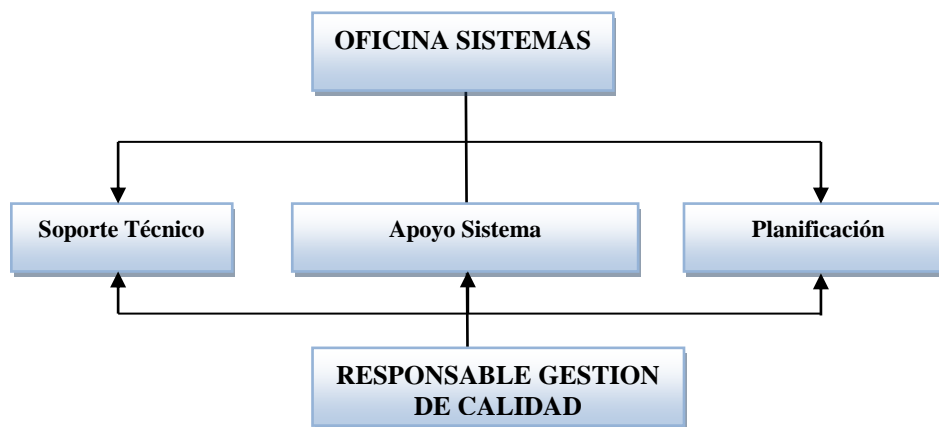 OFICINA SISTEMAS
Soporte Técnico
Apoyo Sistema
Planificación
RESPONSABLE GESTION
DE CALIDAD